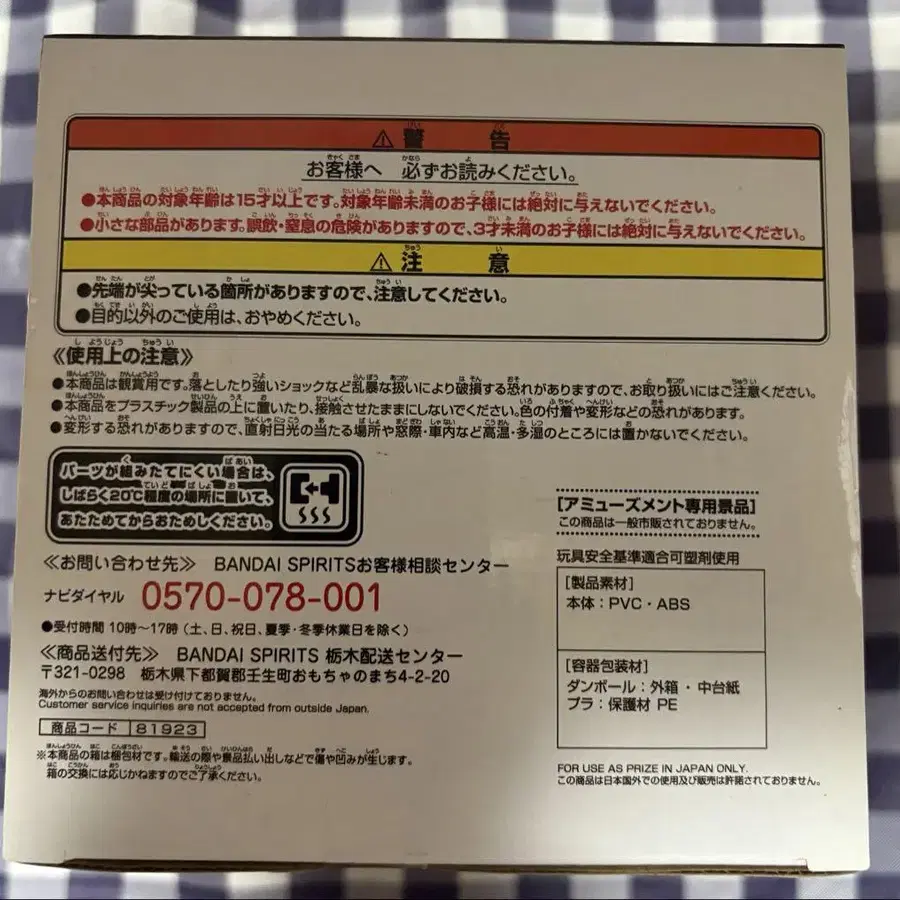 ⚠ 警告
お客様へ 必ずお読みください。
●本商品の対象年齢は15才以上です。対象年齢未満のお子様には絶対に与えないでください。
●小さな部品があります。誤飲・窒息の危険がありますので、3才未満のお子様には絶対に与えないでください。
⚠ 注意
●先端が尖っている箇所がありますので、注意してください。
●目的以外のご使用は、おやめください。
《使用上の注意》
●本商品は観賞用です。落としたり強いショックなど乱暴な扱いにより破損する恐れがありますので、お取り扱いにはご注意ください。
●本商品をプラスチック製品の上に置いたり、接触させたままにしないでください。色の付着や変形などの恐れがあります。
●変形する恐れがありますので、直射日光の当たる場所や窓際・車内など高温・多湿のところには置かないでください。
パーツが組みたてにくい場合は、
しばらく20℃程度の場所に置いて、
あたためてからおためしください。
≪お問い合わせ先≫ BANDAI SPIRITSお客様相談センター
ナビダイヤル 0570-078-001
●受付時間 10時～17時（土、日、祝日、夏季・冬季休業日を除く）
≪商品送付先≫ BANDAI SPIRITS 栃木配送センター
〒321-0298 栃木県下都賀郡壬生町おもちゃのまち4-2-20
海外からのお問い合わせは受け付けておりません。
Customer service inquiries are not accepted from outside Japan.
商品コード 81923
※本商品の箱は梱包材です。輸送の際や景品払い出しなどで傷や凹みが生じます。
箱の交換には応じかねますのでご了承ください。
[アミューズメント専用景品]
この商品は一般市販されておりません。
玩具安全基準適合可塑剤使用
[製品素材]
本体：PVC・ABS
[容器包装材]
ダンボール：外箱・中台紙
プラ：保護材 PE
FOR USE AS PRIZE IN JAPAN ONLY.
この商品は日本国外での使用及び販売は許諾されておりません。